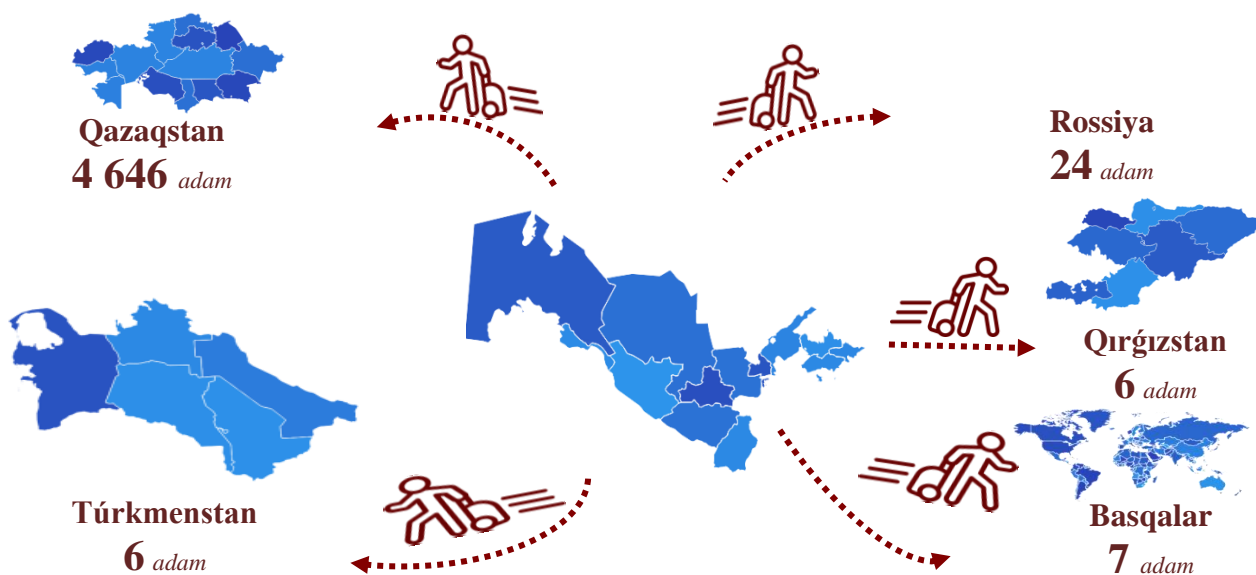 Qazaqstan
4 646 adam
Rossiya
24 adam
Qırǵızstan
6 adam
Túrkmenstan
6 adam
Basqalar
7 adam